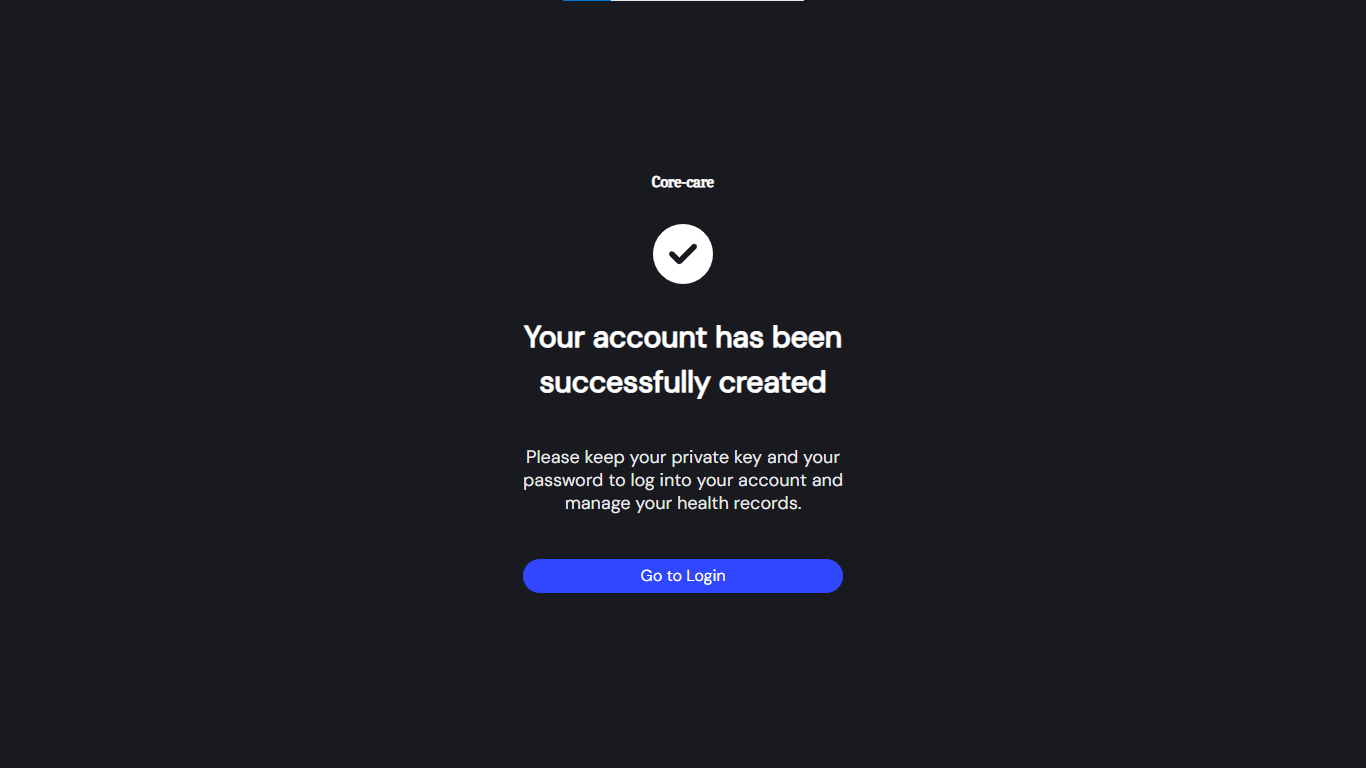 Core-care
Your account has been
successfully created
Please keep your private key and your
password to log into your account and
manage your health records.
Go to Login